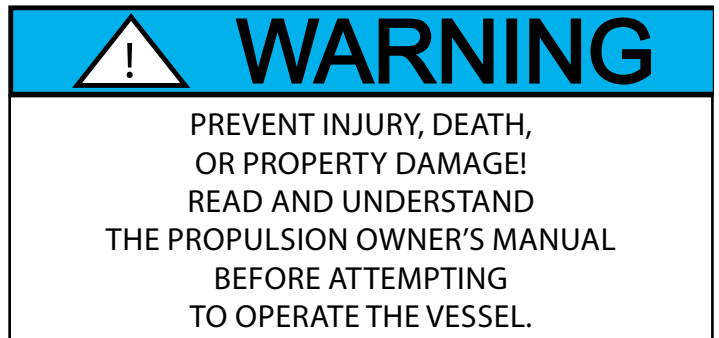 ! WARNING
PREVENT INJURY, DEATH,
OR PROPERTY DAMAGE!
READ AND UNDERSTAND
THE PROPULSION OWNER’S MANUAL
BEFORE ATTEMPTING
TO OPERATE THE VESSEL.